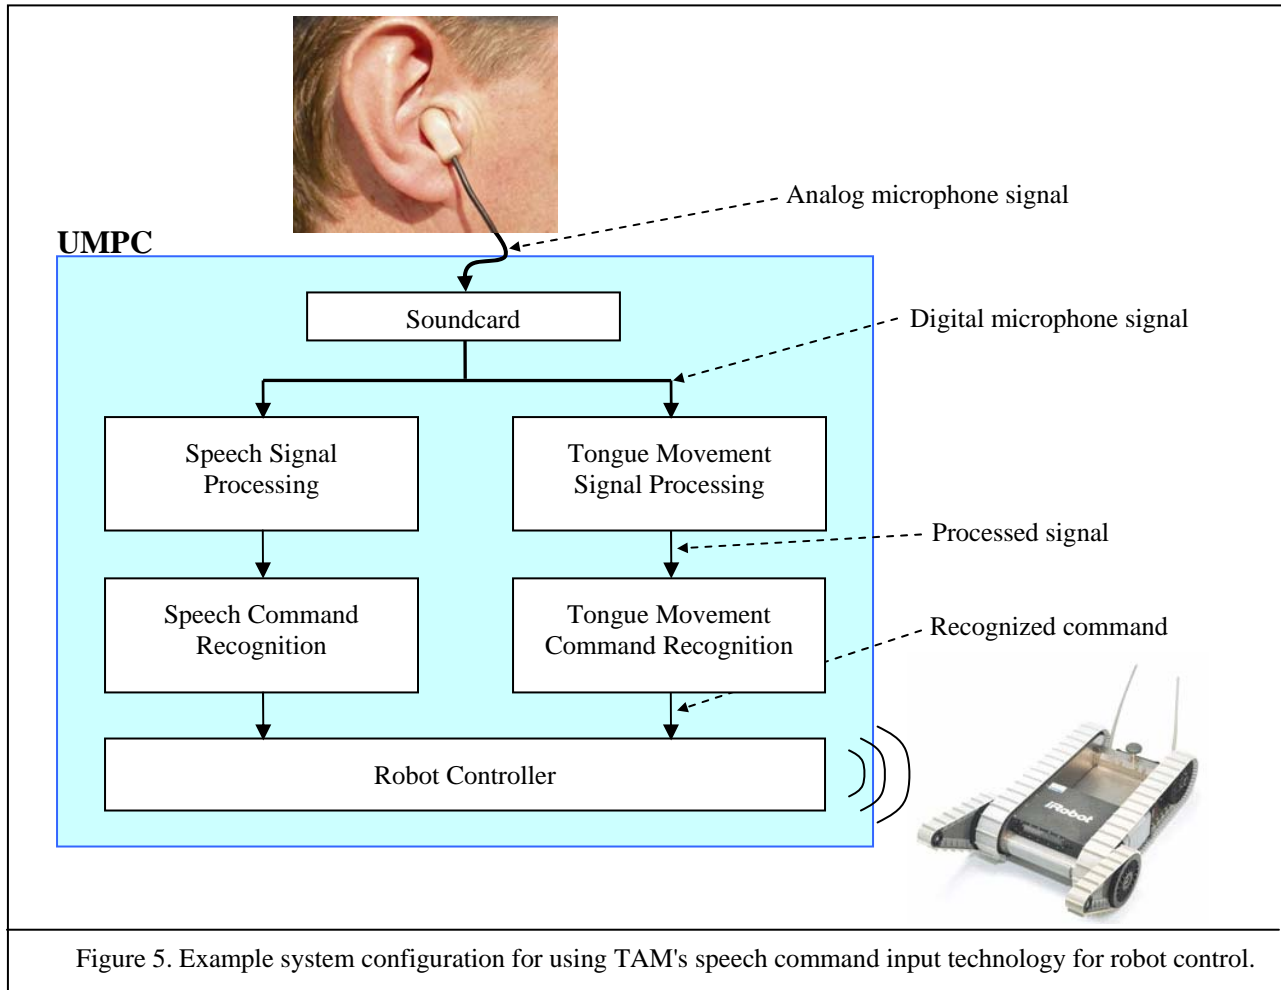 Analog microphone signal
UMPC
Soundcard
Digital microphone signal
Speech Signal
Processing
Tongue Movement
Signal Processing
Processed signal
Speech Command
Recognition
Tongue Movement
Command Recognition
Recognized command
Robot Controller
iRobot
Figure 5. Example system configuration for using TAM's speech command input technology for robot control.